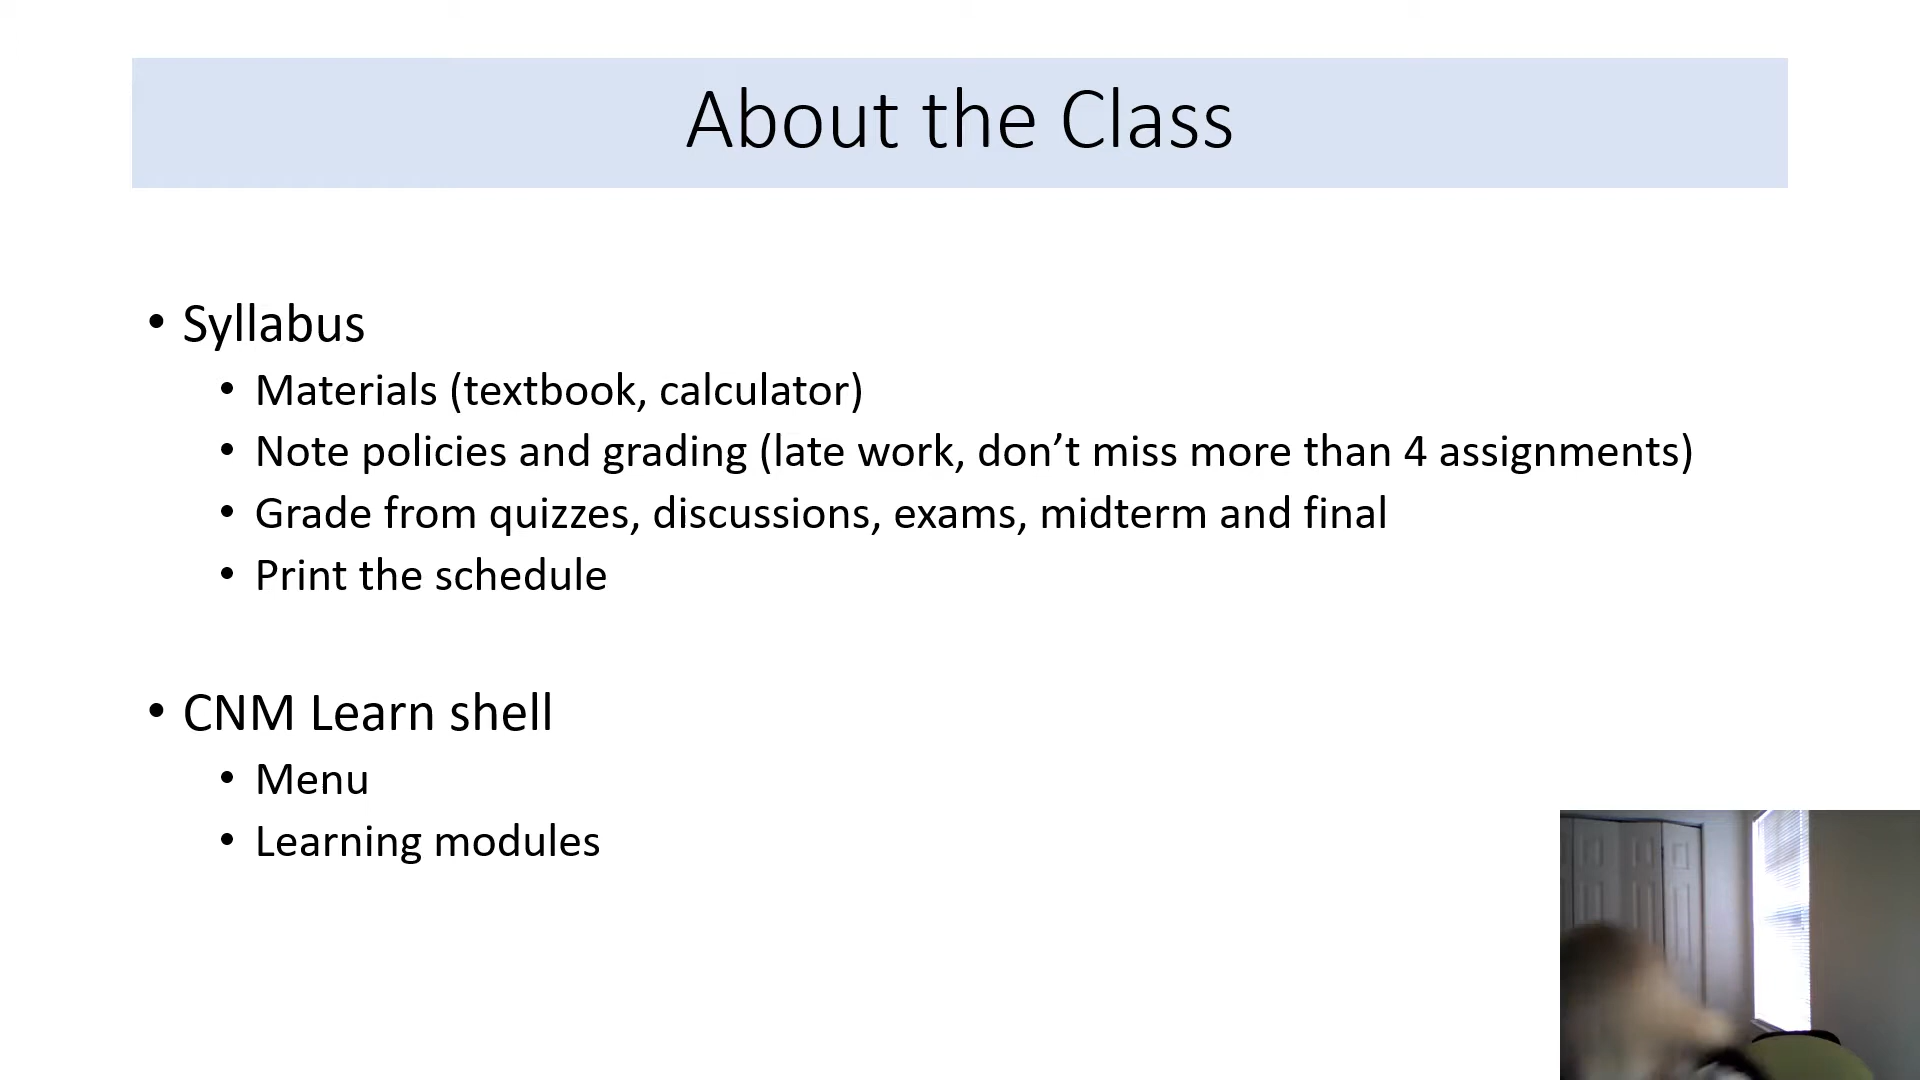 About the Class
• Syllabus
• Materials (textbook, calculator)
• Note policies and grading (late work, don’t miss more than 4 assignments)
• Grade from quizzes, discussions, exams, midterm and final
• Print the schedule
• CNM Learn shell
• Menu
• Learning modules